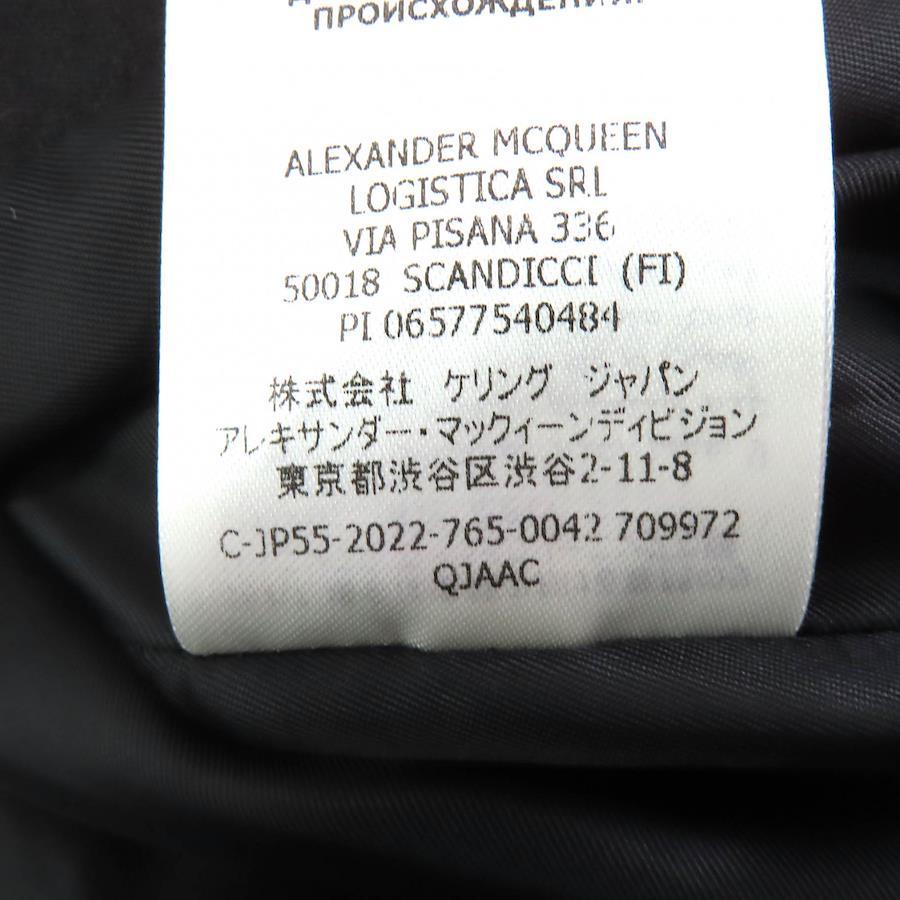 ПРОИСХОЖДЕНИЯ.
ALEXANDER MCQUEEN
LOGISTICA SRL
VIA PISANA 336
50018 SCANDICCI (FI)
PI 06577540484
株式会社 ケリング ジャパン
アレキサンダー・マックィーンディビジョン
東京都渋谷区渋谷2-11-8
C-JP55-2022-765-0042 709972
QJAAC